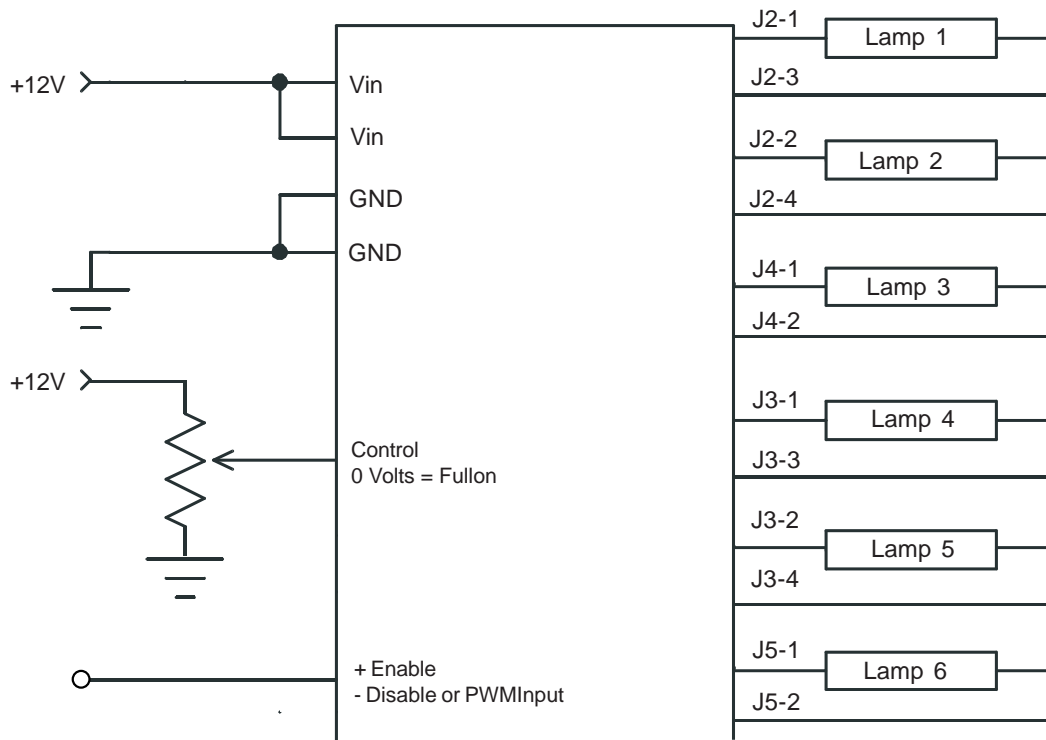 +12V
Vin
Vin
GND
GND
+12V
Control
0 Volts = Fullon
+ Enable
- Disable or PWMInput
J2-1
Lamp 1
J2-3
J2-2
Lamp 2
J2-4
J4-1
Lamp 3
J4-2
J3-1
Lamp 4
J3-3
J3-2
Lamp 5
J3-4
J5-1
Lamp 6
J5-2